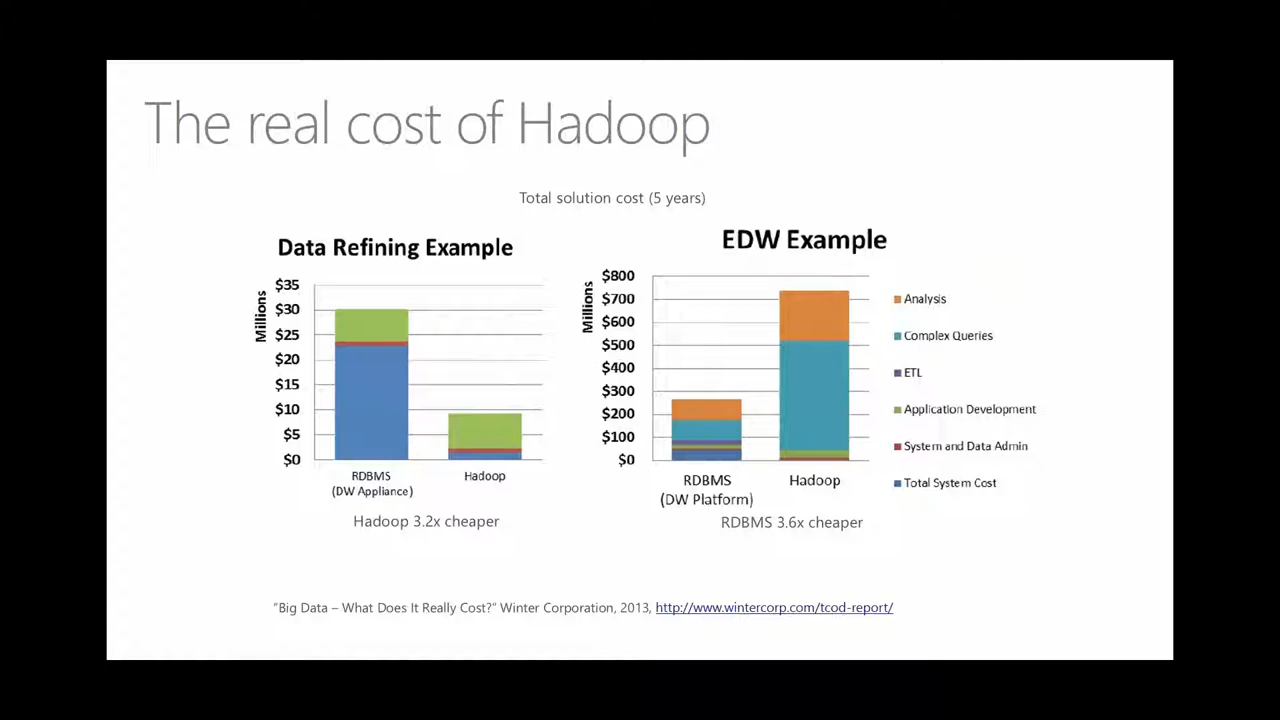 The real cost of Hadoop
Total solution cost (5 years)
Data Refining Example
Millions
$35
$30
$25
$20
$15
$10
$5
$0
RDBMS
(DW Appliance)
Hadoop
Hadoop 3.2x cheaper
EDW Example
Millions
$800
$700
$600
$500
$400
$300
$200
$100
$0
RDBMS
(DW Platform)
Hadoop
RDBMS 3.6x cheaper
Analysis
Complex Queries
ETL
Application Development
System and Data Admin
Total System Cost
"Big Data – What Does It Really Cost?" Winter Corporation, 2013, http://www.wintercorp.com/tcod-report/